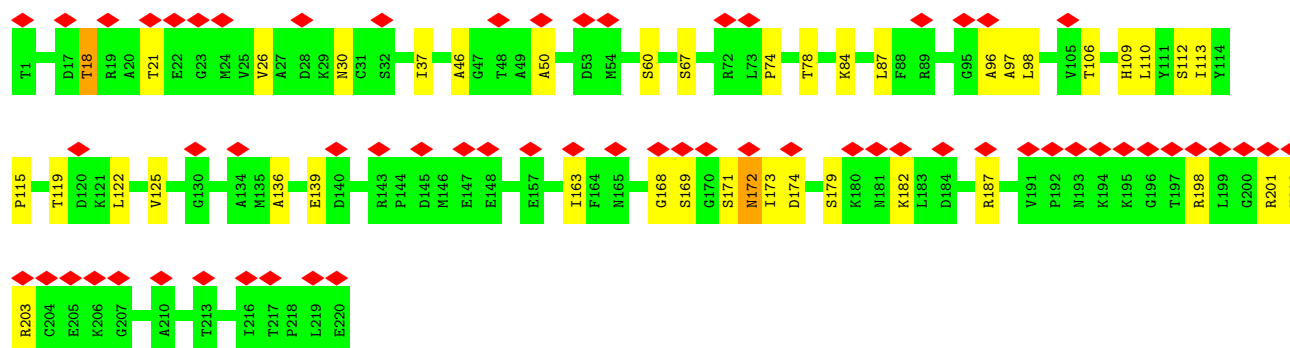 T1 D17 T18 R19 A20 T21 E22 G23 M24 V25 V26 A27 D28 K29 N30 C31 S32 I37 A46 G47 T48 A49 A50 D53 M54 S60 S67 R72 L73 P74 T78 K84 L87 F88 R89 G95 A96 A97 L98 V105 T106 H109 L110 Y111 S112 I113 Y114
P115 T119 D120 K121 L122 V125 G130 A134 M135 A136 E139 D140 R143 P144 D145 M146 E147 E148 E157 I163 F164 N165 G168 S169 G170 S171 N172 I173 D174 S179 K180 N181 K182 L183 D184 R187 V191 P192 N193 K194 K195 G196 T197 R198 L199 G200 R201
R203 C204 E205 K206 G207 A210 T213 I216 T217 P218 L219 E220